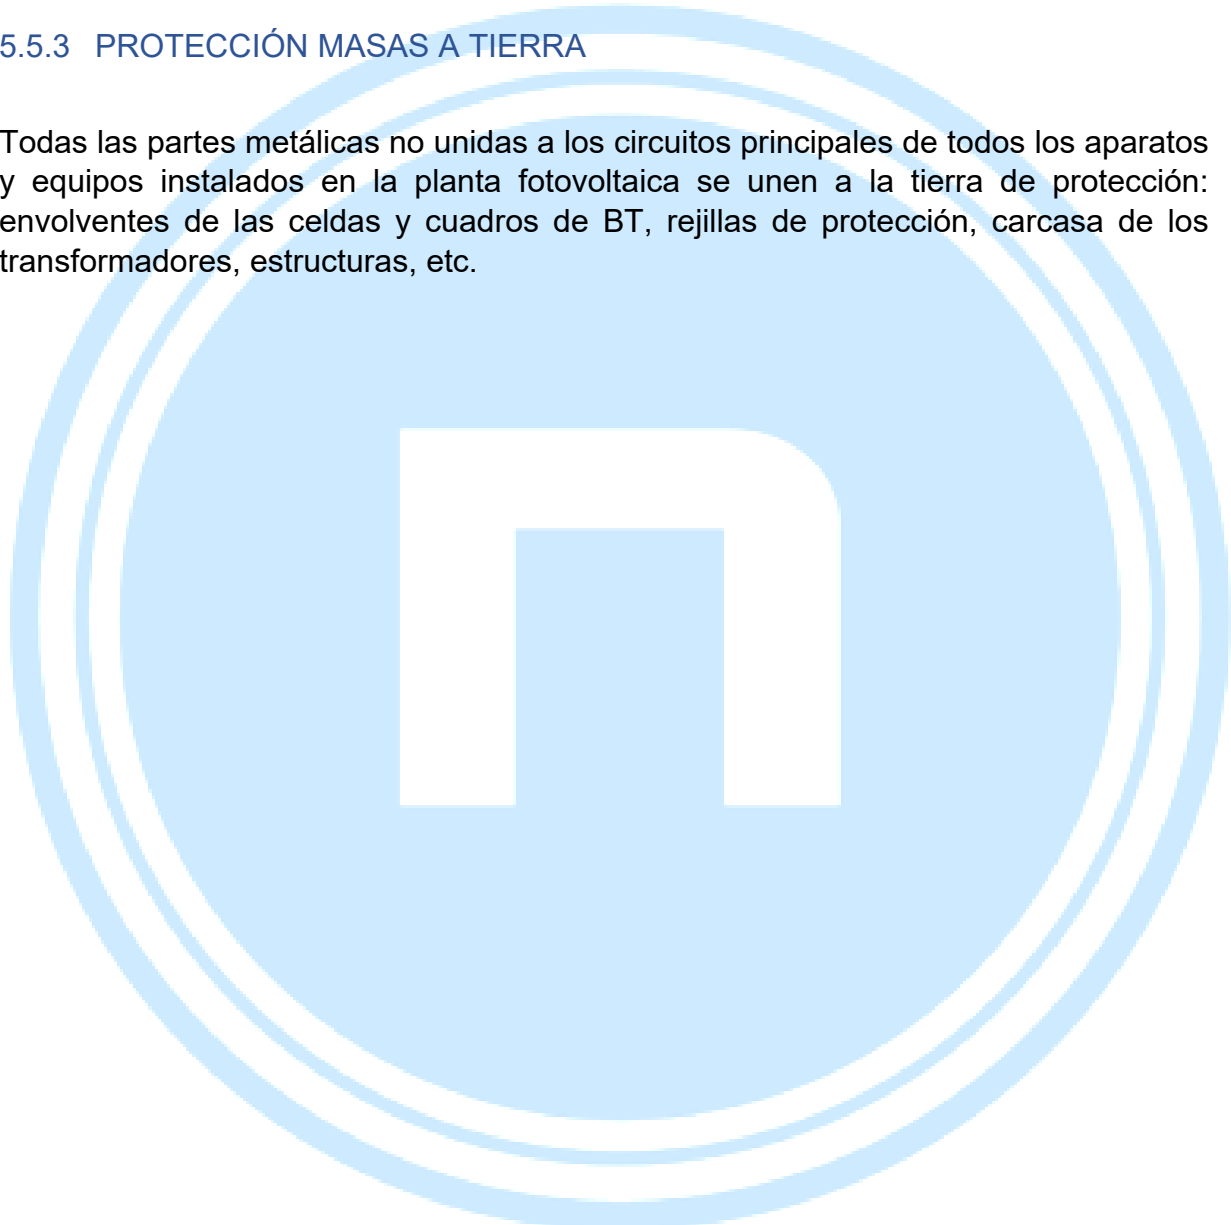 5.5.3 PROTECCIÓN MASAS A TIERRA
Todas las partes metálicas no unidas a los circuitos principales de todos los aparatos
y equipos instalados en la planta fotovoltaica se unen a la tierra de protección:
envolventes de las celdas y cuadros de BT, rejillas de protección, carcasa de los
transformadores, estructuras, etc.
n